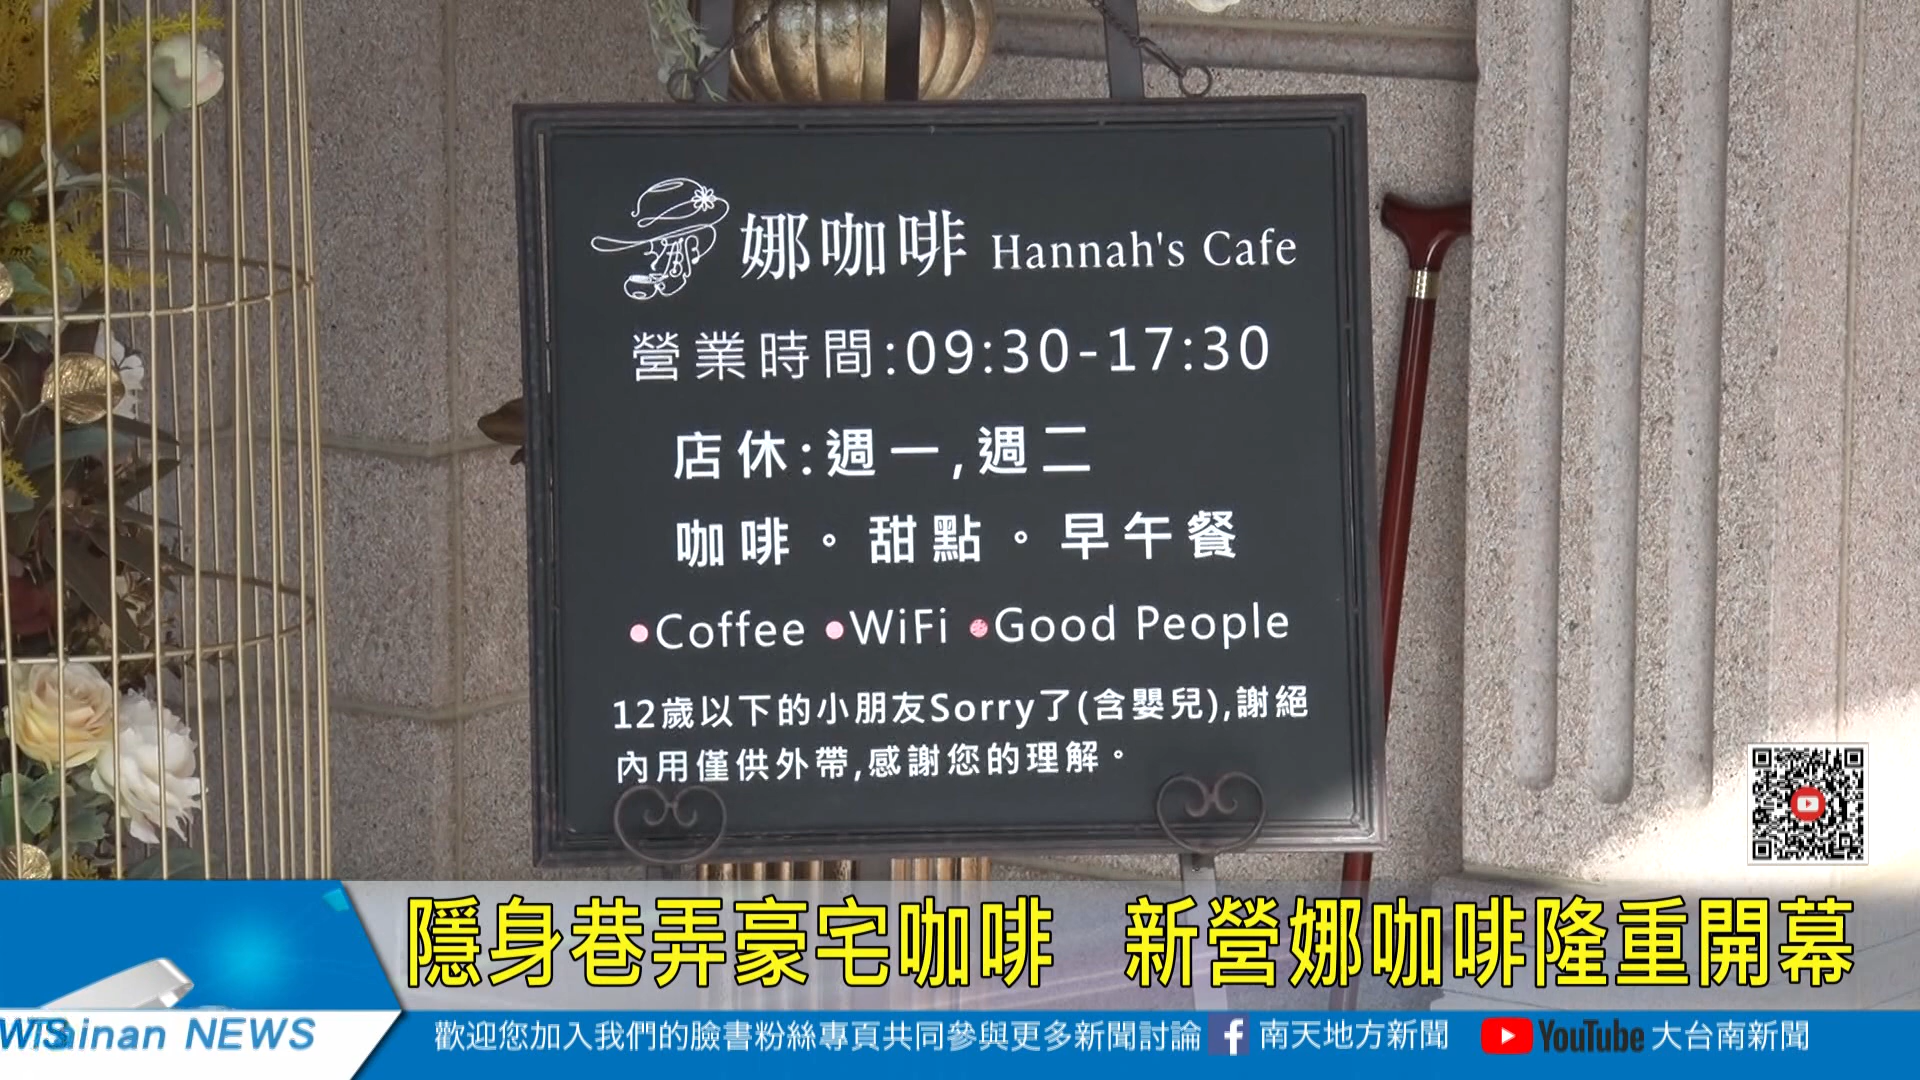 娜咖啡 Hannah's Cafe
營業時間:09:30-17:30
店休:週一,週二
咖啡。甜點。早午餐
•Coffee •WiFi •Good People
12歲以下的小朋友Sorry了(含嬰兒),謝絕
內用僅供外帶,感謝您的理解。
隱身巷弄豪宅咖啡 新營娜咖啡隆重開幕
ainan NEWS
歡迎您加入我們的臉書粉絲專頁共同參與更多新聞討論 f 南天地方新聞 YouTube 大台南新聞